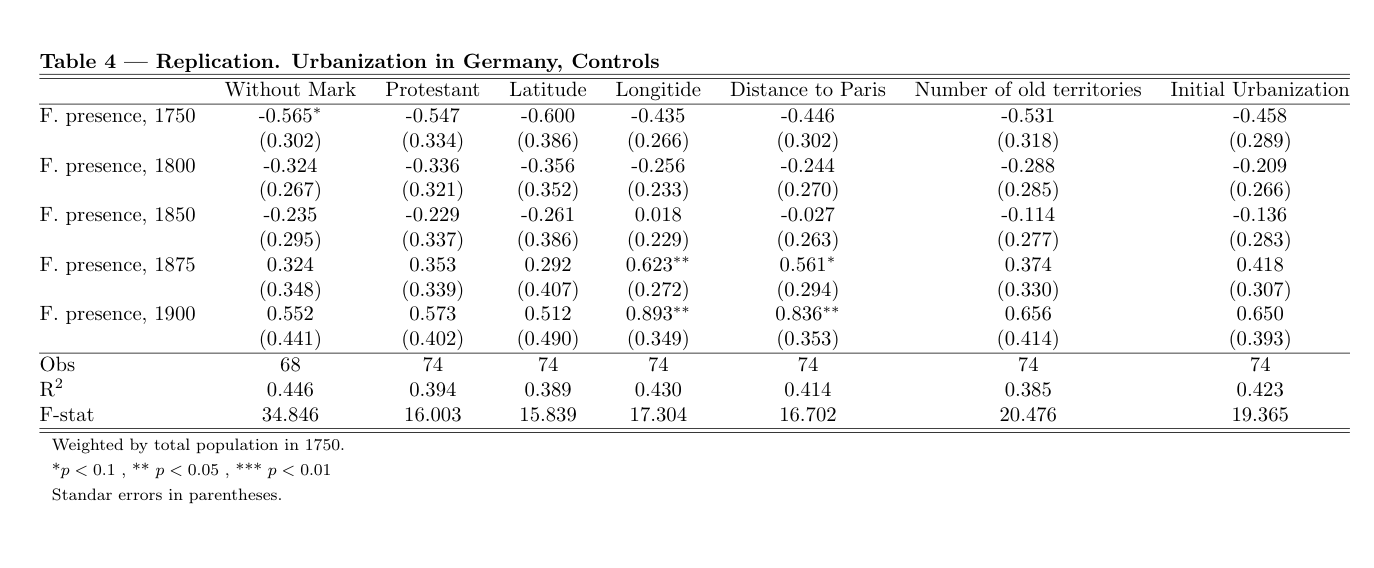 Table 4 — Replication. Urbanization in Germany, Controls
Without Mark Protestant Latitude Longitide Distance to Paris Number of old territories Initial Urbanization
F. presence, 1750 -0.565* -0.547 -0.600 -0.435 -0.446 -0.531 -0.458
(0.302) (0.334) (0.386) (0.266) (0.302) (0.318) (0.289)
F. presence, 1800 -0.324 -0.336 -0.356 -0.256 -0.244 -0.288 -0.209
(0.267) (0.321) (0.352) (0.233) (0.270) (0.285) (0.266)
F. presence, 1850 -0.235 -0.229 -0.261 0.018 -0.027 -0.114 -0.136
(0.295) (0.337) (0.386) (0.229) (0.263) (0.277) (0.283)
F. presence, 1875 0.324 0.353 0.292 0.623** 0.561* 0.374 0.418
(0.348) (0.339) (0.407) (0.272) (0.294) (0.330) (0.307)
F. presence, 1900 0.552 0.573 0.512 0.893** 0.836** 0.656 0.650
(0.441) (0.402) (0.490) (0.349) (0.353) (0.414) (0.393)
Obs 68 74 74 74 74 74 74
R² 0.446 0.394 0.389 0.430 0.414 0.385 0.423
F-stat 34.846 16.003 15.839 17.304 16.702 20.476 19.365
Weighted by total population in 1750.
*p < 0.1 , ** p < 0.05 , *** p < 0.01
Standar errors in parentheses.